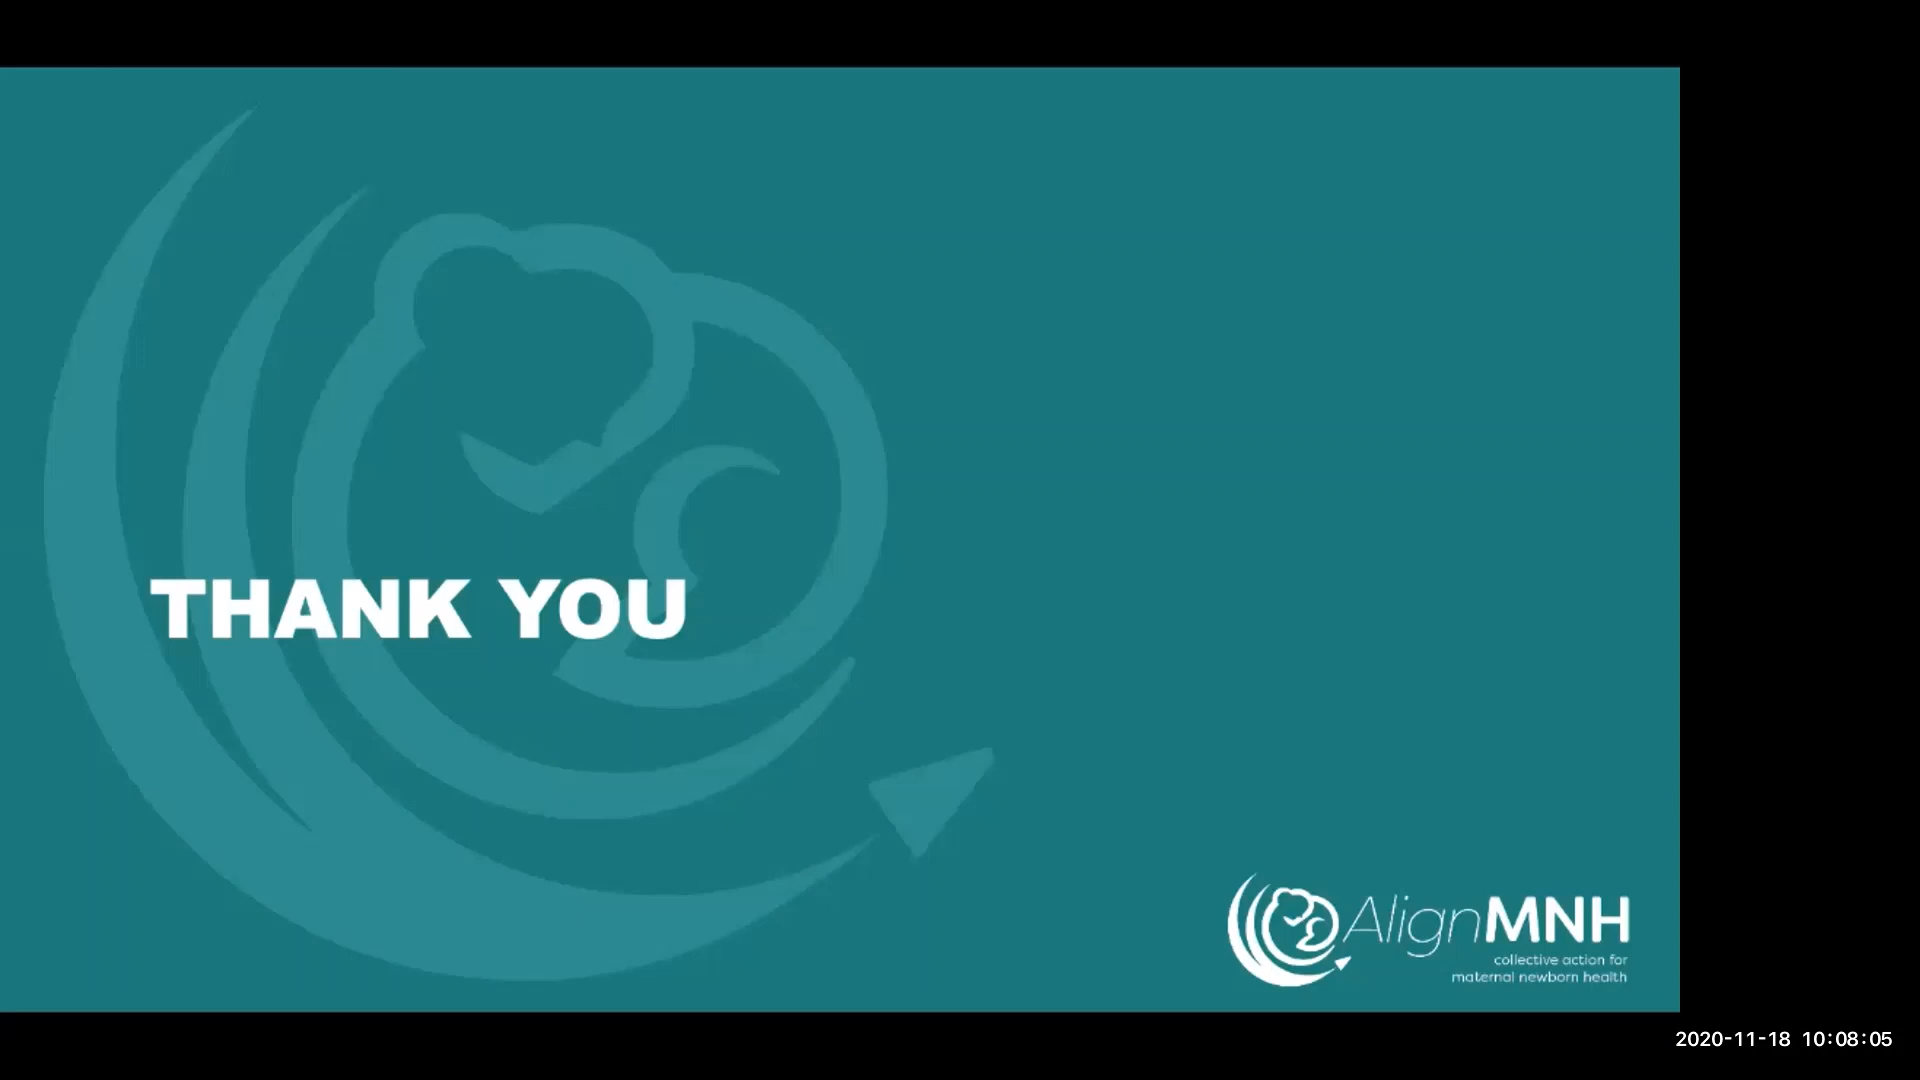 THANK YOU
AlignMNH
collective action for
maternal newborn health
2020-11-18 10:08:05